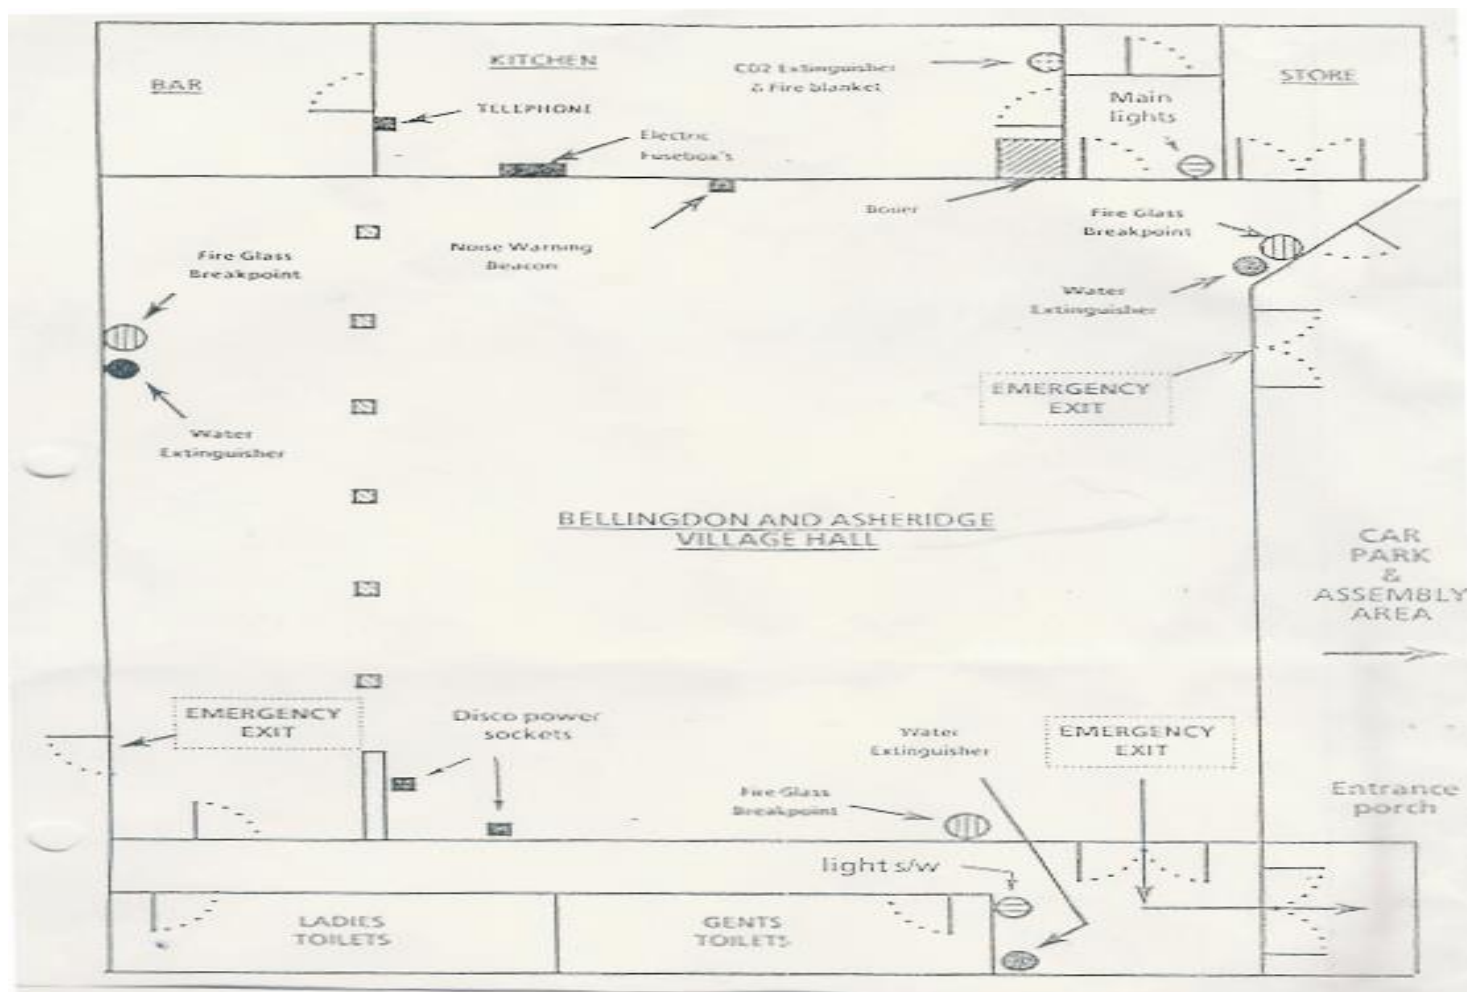 BAR
KITCHEN
TELEPHONE
CO2 Extinguisher
& Fire blanket
Main
lights
STORE
Electric
Fusebox's
Boiler
Noise Warning
Beacon
Fire Glass
Breakpoint
Fire Glass
Breakpoint
Water
Extinguisher
EMERGENCY
EXIT
Water
Extinguisher
BELLINGDON AND ASHERIDGE
VILLAGE HALL
CAR
PARK
&
ASSEMBLY
AREA
EMERGENCY
EXIT
Disco power
sockets
Water
Extinguisher
EMERGENCY
EXIT
Fire Glass
Breakpoint
Entrance
porch
light s/w
LADIES
TOILETS
GENTS
TOILETS